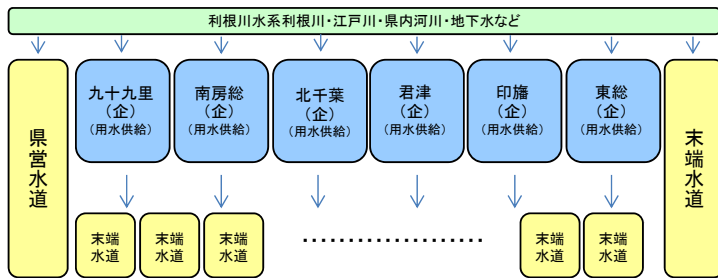 利根川水系利根川・江戸川・県内河川・地下水など
県営水道
九十九里
（企）
（用水供給）
南房総
（企）
（用水供給）
北千葉
（企）
（用水供給）
君津
（企）
（用水供給）
印旛
（企）
（用水供給）
東総
（企）
（用水供給）
末端水道
末端
水道
末端
水道
末端
水道
………………………
末端
水道
末端
水道